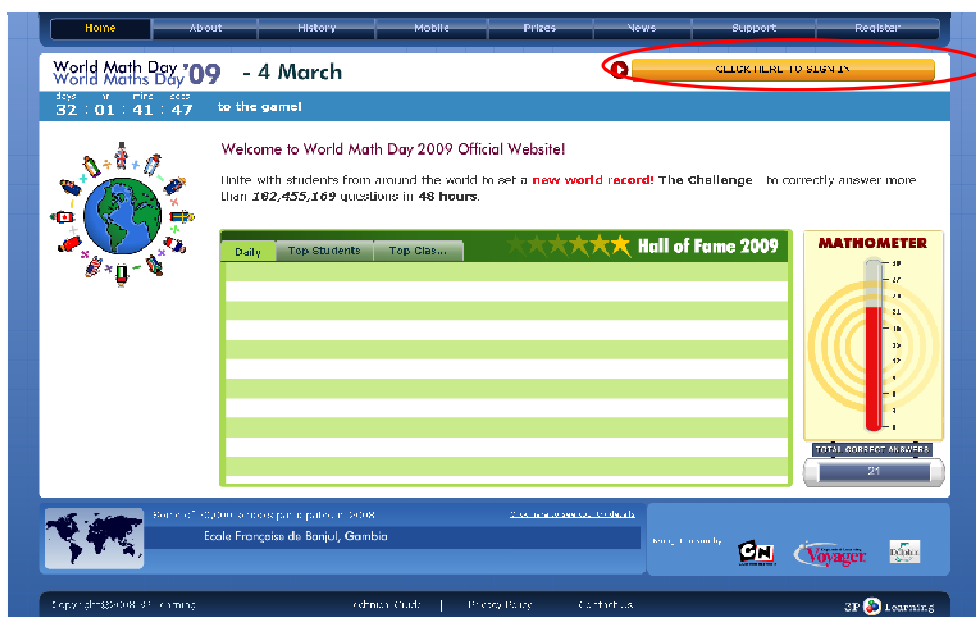 Home About History Mobile Prizes News Support Register
World Math Day '09 - 4 March
World Maths Day
CLICK HERE TO SIGN IN
days hr mins secs
32 : 01 : 41 : 47 to the game!
Welcome to World Math Day 2009 Official Website!
Unite with students from around the world to set a new world record! The Challenge to correctly answer more
than 182,455,169 questions in 48 hours.
Daily Top Students Top Clas... Hall of Fame 2009
MATHOMETER
TOTAL CORRECT ANSWERS
21
Ecole Françoise de Banjul, Gambia
CN
Voyager
Privacy Policy Contact Us
3P Learning